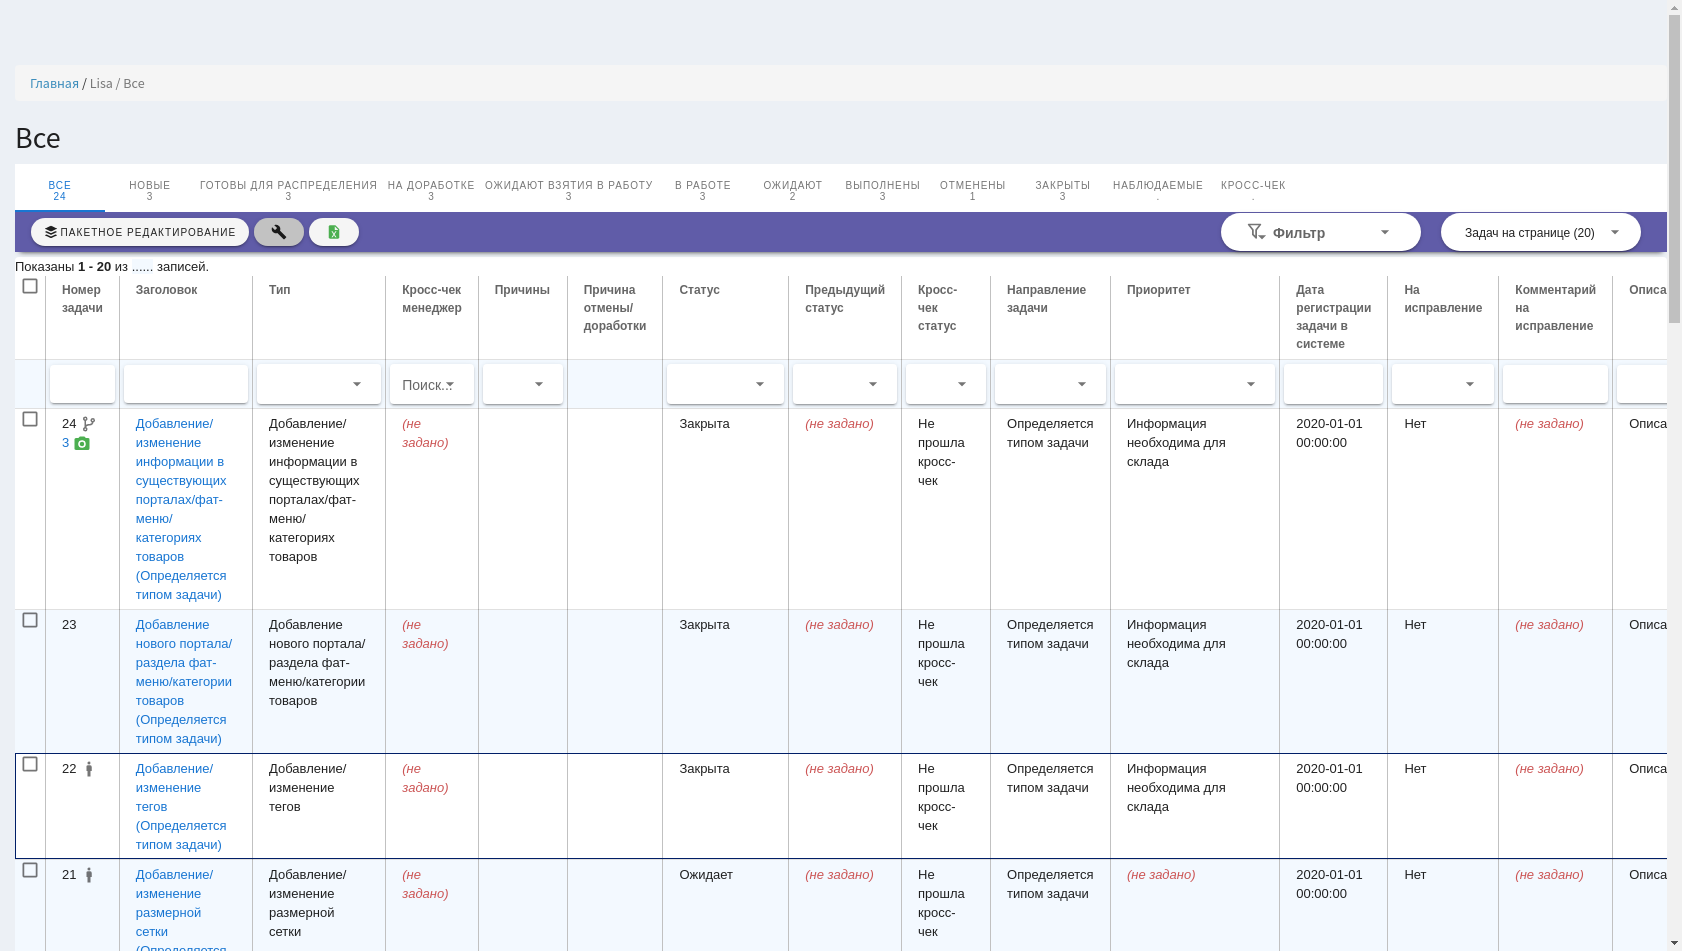 Главная / Lisa / Все
Все
ВСЕ
24
НОВЫЕ
3
ГОТОВЫ ДЛЯ РАСПРЕДЕЛЕНИЯ
3
НА ДОРАБОТКЕ
3
ОЖИДАЮТ ВЗЯТИЯ В РАБОТУ
3
В РАБОТЕ
3
ОЖИДАЮТ
2
ВЫПОЛНЕНЫ
3
ОТМЕНЕНЫ
1
ЗАКРЫТЫ
3
НАБЛЮДАЕМЫЕ
.
КРОСС-ЧЕК
.
ПАКЕТНОЕ РЕДАКТИРОВАНИЕ
Фильтр
Задач на странице (20)
Показаны 1 - 20 из ...... записей.
Номер
задачи
Заголовок
Тип
Кросс-чек
менеджер
Причины
Причина
отмены/
доработки
Статус
Предыдущий
статус
Кросс-
чек
статус
Направление
задачи
Приоритет
Дата
регистрации
задачи в
системе
На
исправление
Комментарий
на
исправление
Описа
Поиск...
24
3
Добавление/
изменение
информации в
существующих
порталах/фат-
меню/
категориях
товаров
(Определяется
типом задачи)
Добавление/
изменение
информации в
существующих
порталах/фат-
меню/
категориях
товаров
(не
задано)
Закрыта
(не задано)
Не
прошла
кросс-
чек
Определяется
типом задачи
Информация
необходима для
склада
2020-01-01
00:00:00
Нет
(не задано)
Описа
23
Добавление
нового портала/
раздела фат-
меню/категории
товаров
(Определяется
типом задачи)
Добавление
нового портала/
раздела фат-
меню/категории
товаров
(не
задано)
Закрыта
(не задано)
Не
прошла
кросс-
чек
Определяется
типом задачи
Информация
необходима для
склада
2020-01-01
00:00:00
Нет
(не задано)
Описа
22
Добавление/
изменение
тегов
(Определяется
типом задачи)
Добавление/
изменение
тегов
(не
задано)
Закрыта
(не задано)
Не
прошла
кросс-
чек
Определяется
типом задачи
Информация
необходима для
склада
2020-01-01
00:00:00
Нет
(не задано)
Описа
21
Добавление/
изменение
размерной
сетки
(Определяется
Добавление/
изменение
размерной
сетки
(не
задано)
Ожидает
(не задано)
Не
прошла
кросс-
чек
Определяется
типом задачи
(не задано)
2020-01-01
00:00:00
Нет
(не задано)
Описа